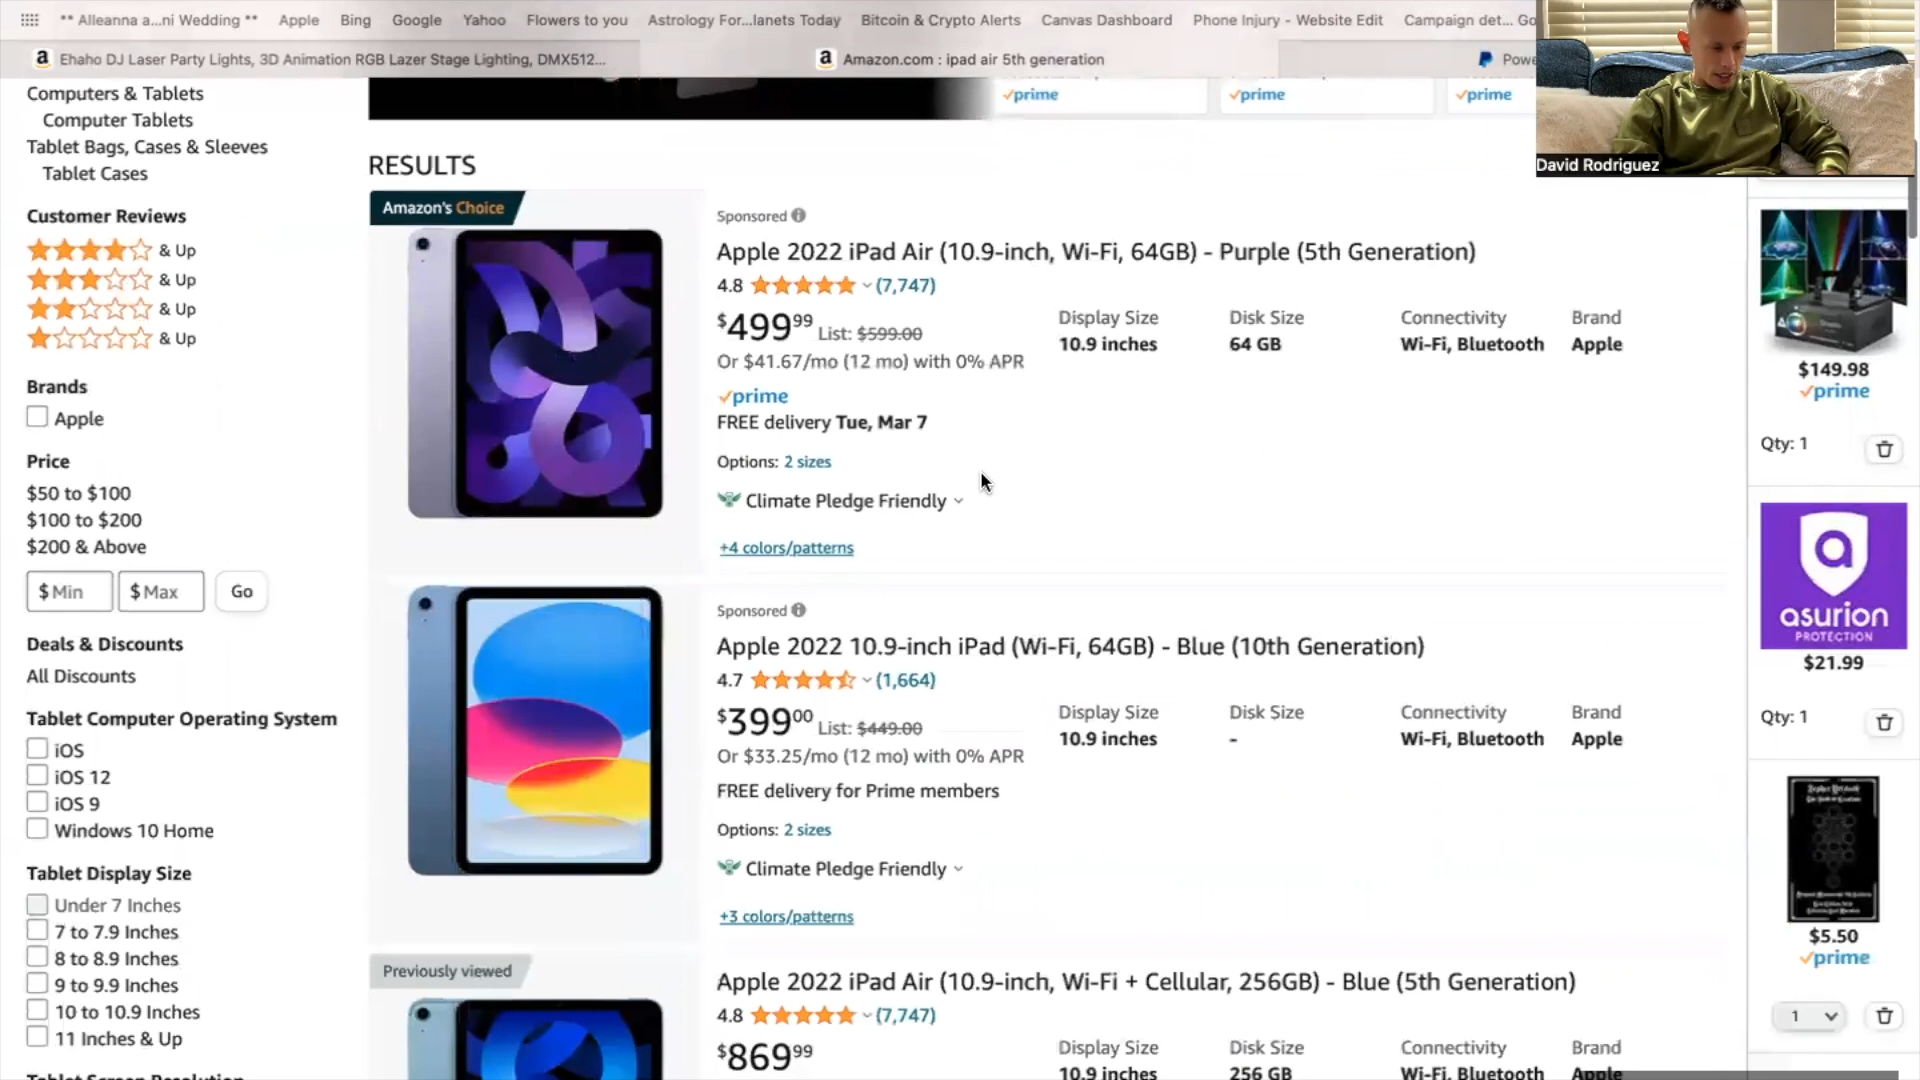 ** Alleanna a...ni Wedding ** Apple Bing Google Yahoo Flowers to you Astrology For...lanets Today Bitcoin & Crypto Alerts Canvas Dashboard Phone Injury - Website Edit Campaign det... Go
Ehaho DJ Laser Party Lights, 3D Animation RGB Lazer Stage Lighting, DMX512...
Amazon.com : ipad air 5th generation
Powe
David Rodriguez
Computers & Tablets
Computer Tablets
Tablet Bags, Cases & Sleeves
Tablet Cases
Customer Reviews
& Up
& Up
& Up
& Up
Brands
Apple
Price
$50 to $100
$100 to $200
$200 & Above
$ Min $ Max Go
Deals & Discounts
All Discounts
Tablet Computer Operating System
iOS
iOS 12
iOS 9
Windows 10 Home
Tablet Display Size
Under 7 Inches
7 to 7.9 Inches
8 to 8.9 Inches
9 to 9.9 Inches
10 to 10.9 Inches
11 Inches & Up
Tablet Screen Resolution
prime prime prime
RESULTS
Amazon's Choice
Sponsored
Apple 2022 iPad Air (10.9-inch, Wi-Fi, 64GB) - Purple (5th Generation)
4.8 (7,747)
$499.99 List: $599.00
Or $41.67/mo (12 mo) with 0% APR
prime
FREE delivery Tue, Mar 7
Options: 2 sizes
Climate Pledge Friendly
+4 colors/patterns
Display Size Disk Size Connectivity Brand
10.9 inches 64 GB Wi-Fi, Bluetooth Apple
Sponsored
Apple 2022 10.9-inch iPad (Wi-Fi, 64GB) - Blue (10th Generation)
4.7 (1,664)
$399.00 List: $449.00
Or $33.25/mo (12 mo) with 0% APR
FREE delivery for Prime members
Options: 2 sizes
Climate Pledge Friendly
+3 colors/patterns
Display Size Disk Size Connectivity Brand
10.9 inches - Wi-Fi, Bluetooth Apple
Previously viewed
Apple 2022 iPad Air (10.9-inch, Wi-Fi + Cellular, 256GB) - Blue (5th Generation)
4.8 (7,747)
$869.99
Display Size Disk Size Connectivity Brand
10.9 inches 256 GB Wi-Fi, Bluetooth Apple
$149.98
prime
Qty: 1
asurion
PROTECTION
$21.99
Qty: 1
$5.50
prime
1